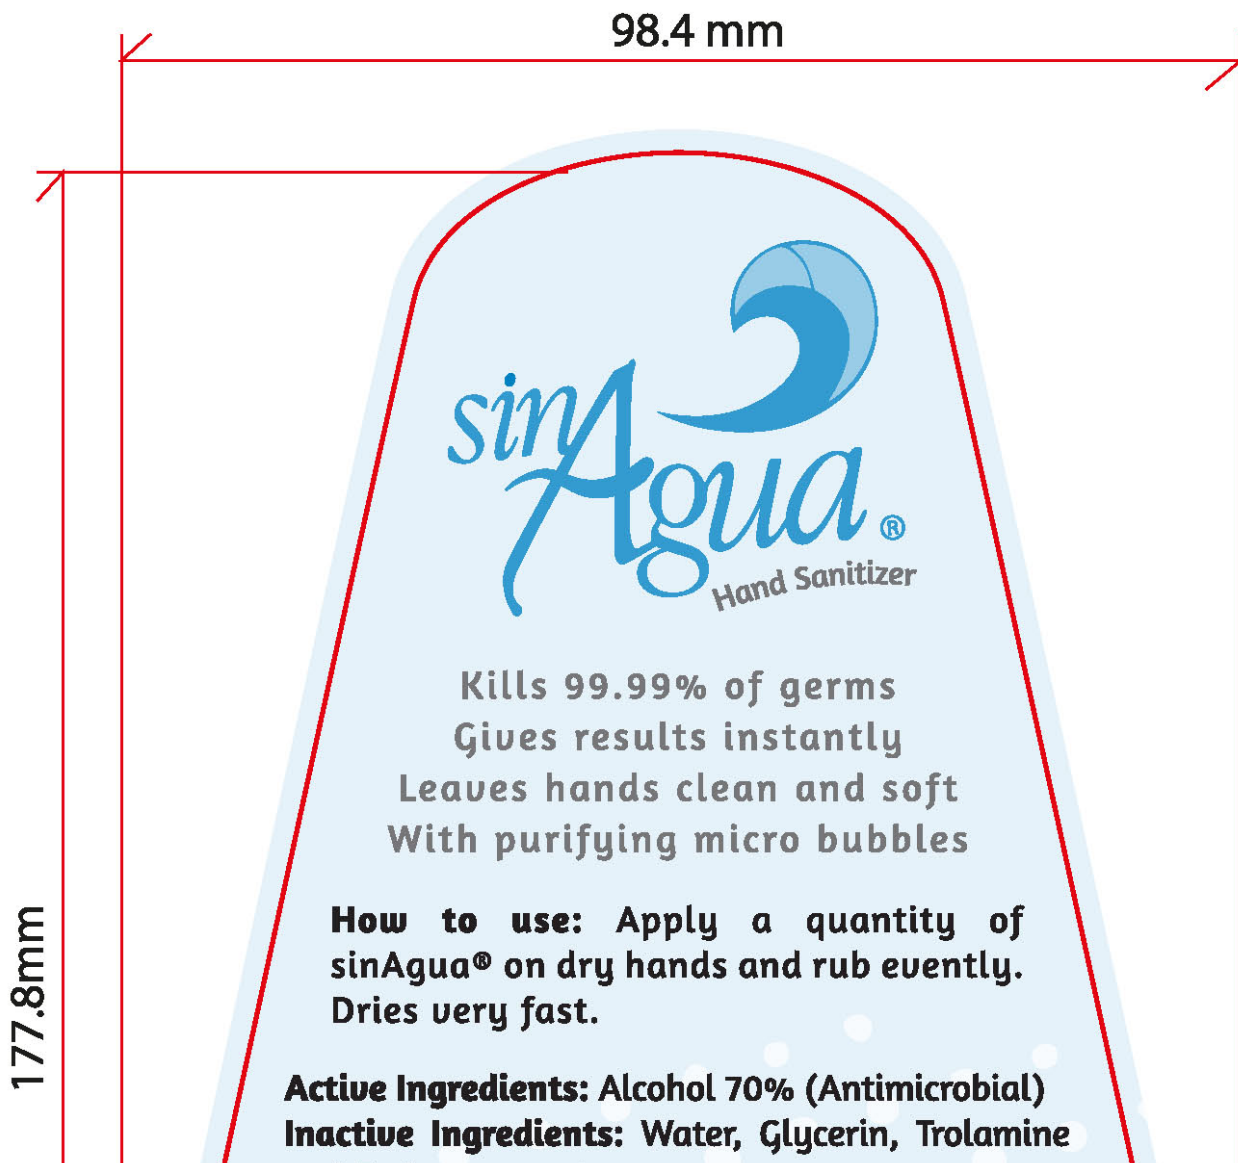 98.4 mm
sinAgua®
Hand Sanitizer
Kills 99.99% of germs
Gives results instantly
Leaves hands clean and soft
With purifying micro bubbles
How to use: Apply a quantity of
sinAgua® on dry hands and rub evently.
Dries very fast.
177.8mm
Active Ingredients: Alcohol 70% (Antimicrobial)
Inactive Ingredients: Water, Glycerin, Trolamine